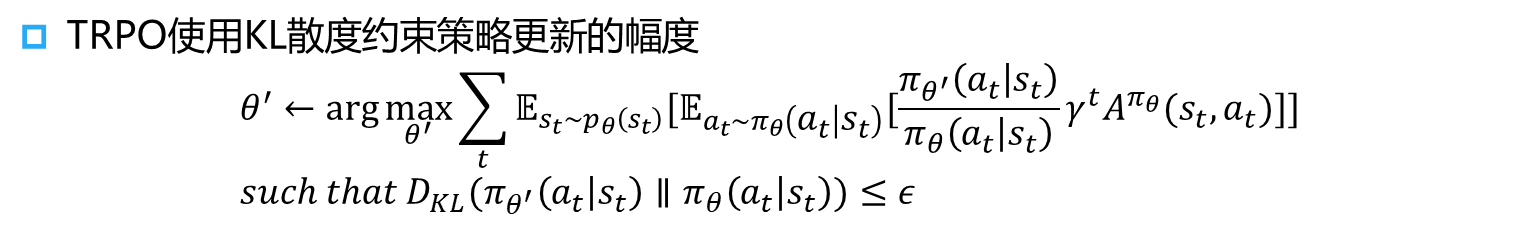 TRPO使用KL散度约束策略更新的幅度
θ′ ← arg max_{θ′} ∑_t 𝔼_{s_t~p_θ(s_t)}[𝔼_{a_t~π_θ(a_t|s_t)}[\frac{π_{θ′}(a_t|s_t)}{π_θ(a_t|s_t)} γ^t A^{π_θ}(s_t, a_t)]]
such that D_{KL}(π_{θ′}(a_t|s_t) ∥ π_θ(a_t|s_t)) ≤ ϵ